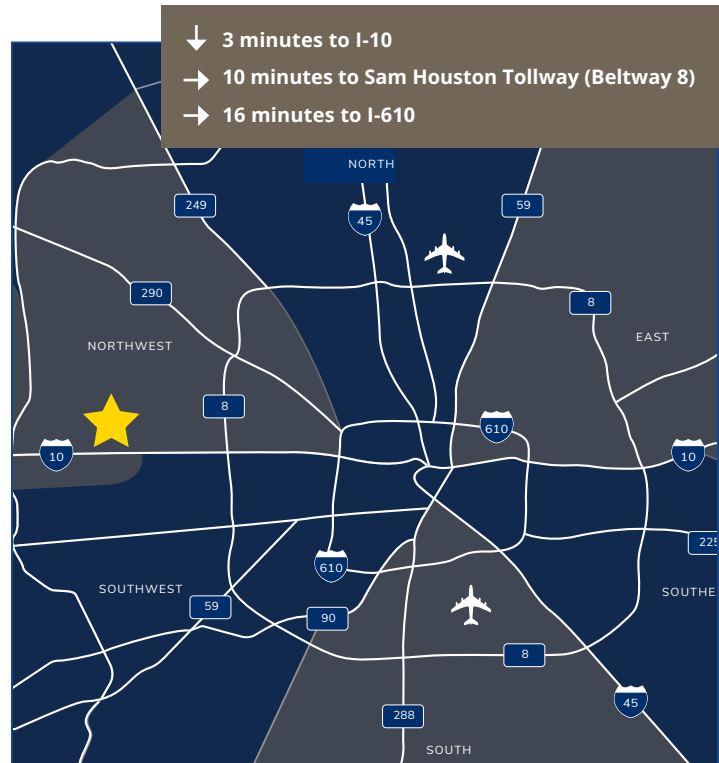 3 minutes to I-10
10 minutes to Sam Houston Tollway (Beltway 8)
16 minutes to I-610
NORTH
249
45
59
290
8
NORTHWEST
EAST
8
610
10
10
225
610
SOUTHWEST
SOUTHE
59
90
8
45
288
SOUTH